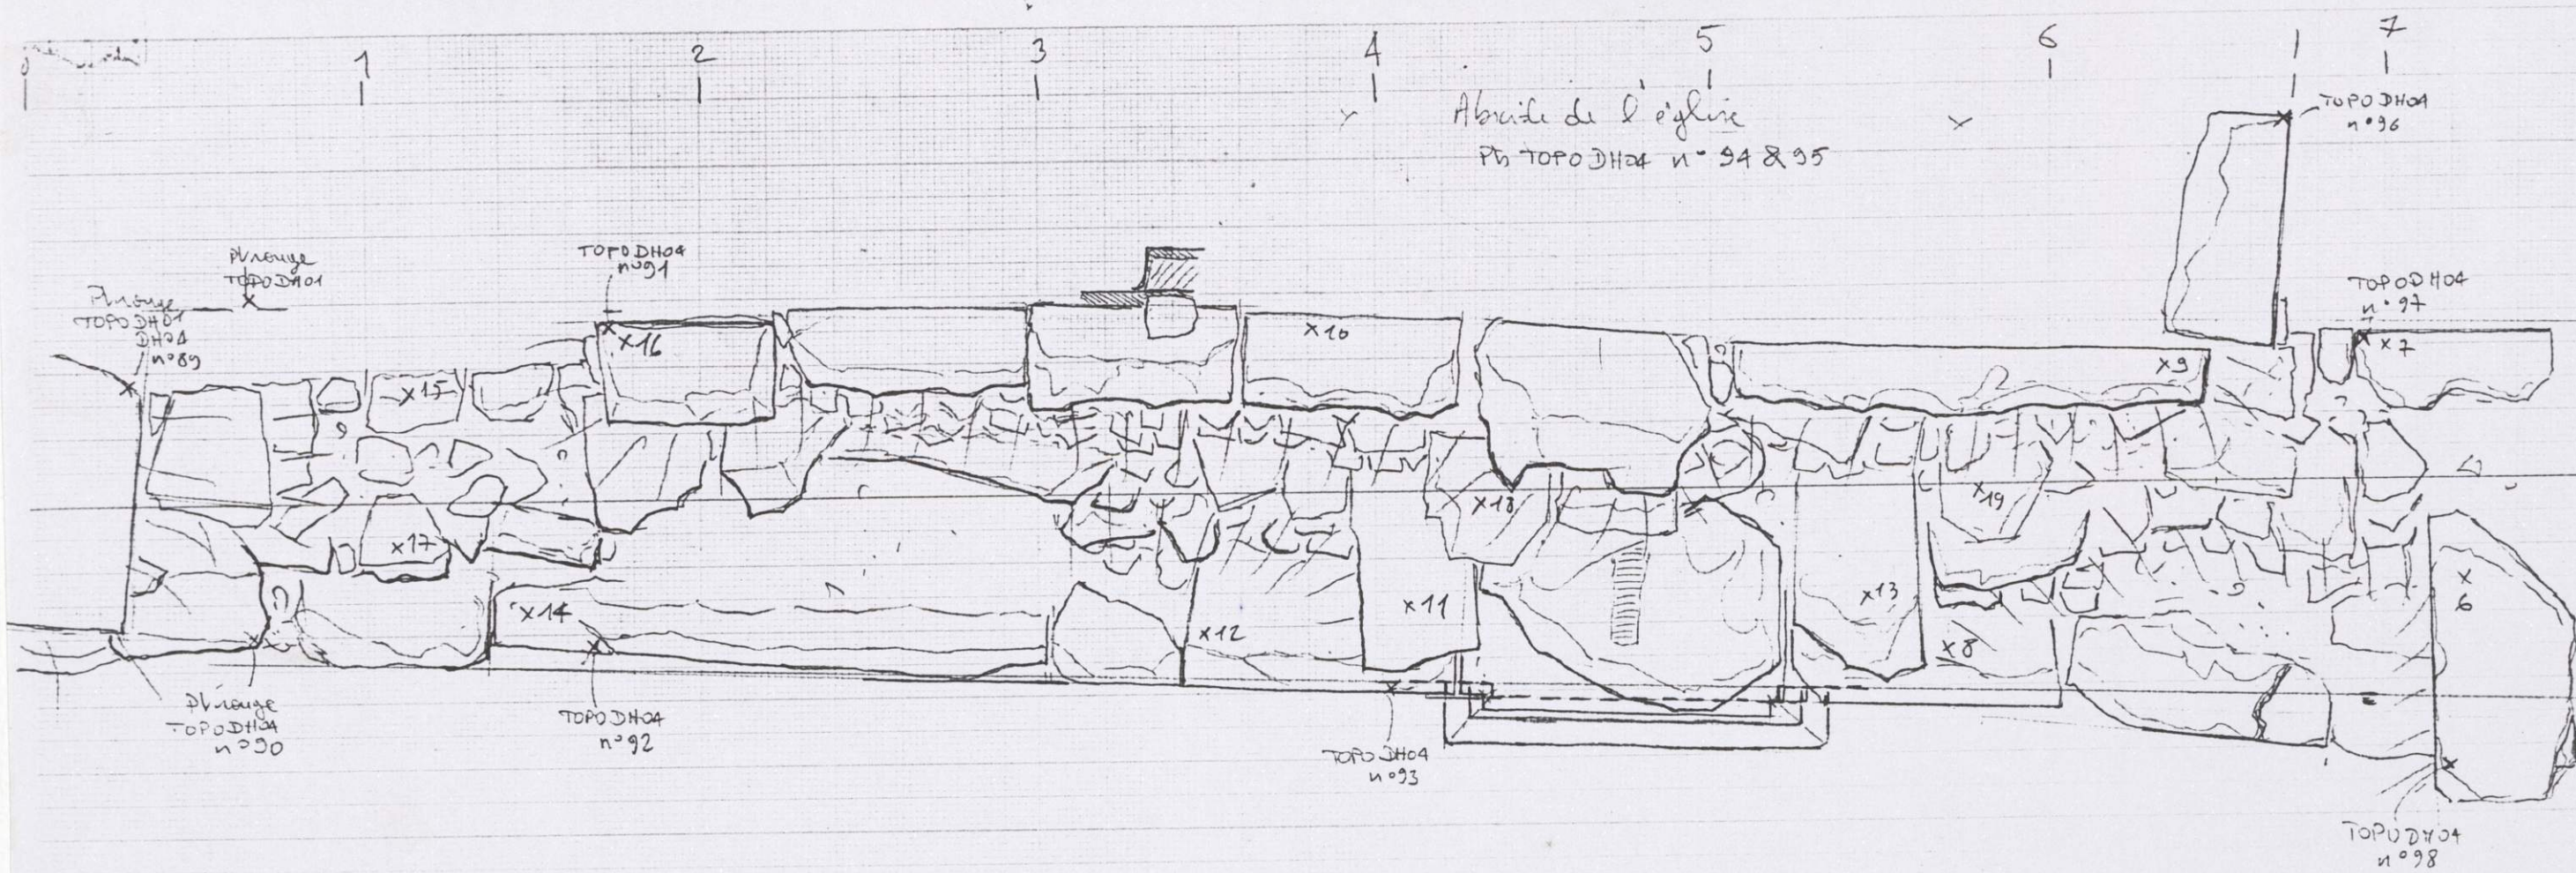 0 1 2 3 4 5 6 7
Abside de l'église
Pts TOPO DH04 n° 94 & 95
TOPO DH04
n°96
Pt rouge
TOPO DH01
TOPO DH04
n°91
Pt rouge
TOPO DH01
DH04
n°89
TOPO DH04
n°97
x16
x10
x9
x7
x15
x18
x19
x17
x14
x12
x11
x13
x8
x
6
Pt rouge
TOPO DH04
n°90
TOPO DH04
n°92
TOPO DH04
n°93
TOPO DH04
n°98